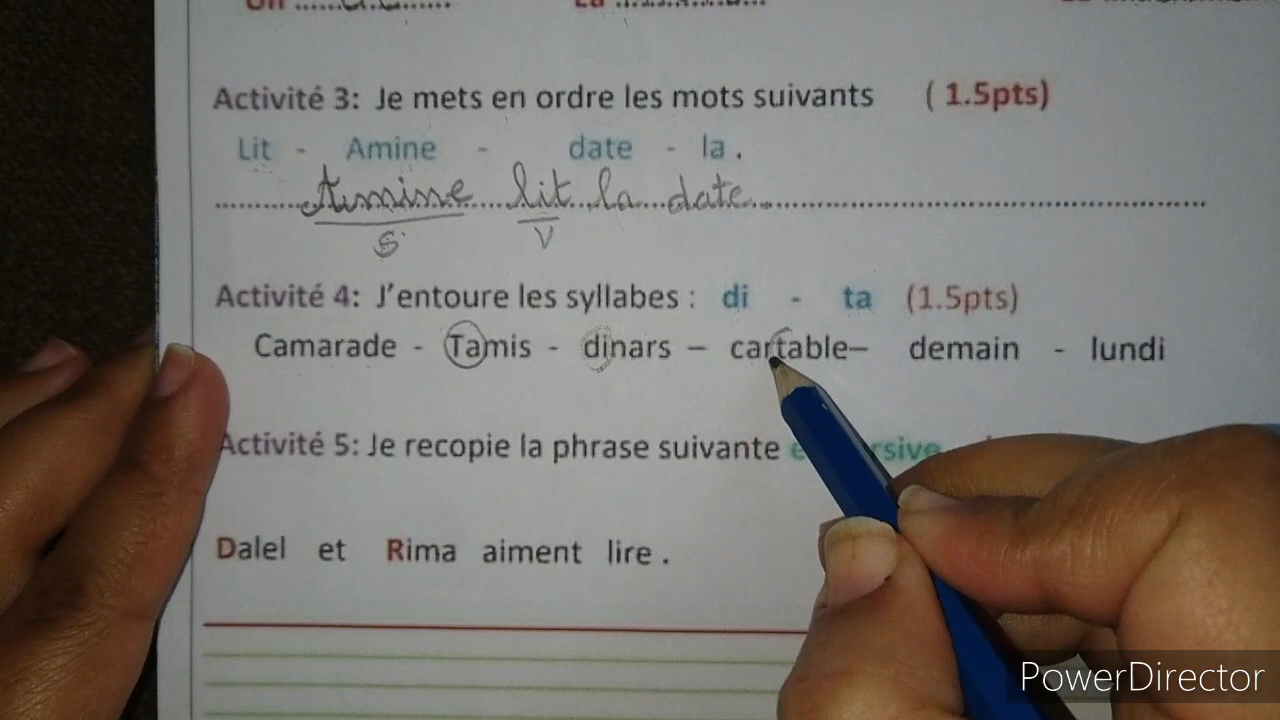 Un
La
Activité 3: Je mets en ordre les mots suivants ( 1.5pts)
Lit - Amine - date - la .
Amine lit la date
S V
Activité 4: J'entoure les syllabes : di - ta (1.5pts)
Camarade - Tamis - dinars – cartable– demain - lundi
Activité 5: Je recopie la phrase suivante
Dalel et Rima aiment lire .
PowerDirector